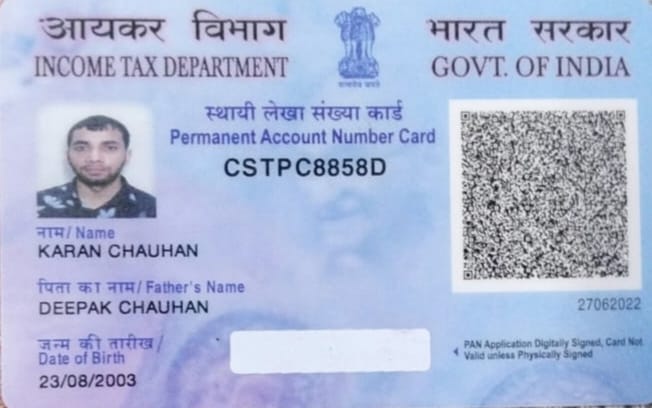 आयकर विभाग
INCOME TAX DEPARTMENT
भारत सरकार
GOVT. OF INDIA
सत्यमेव जयते
स्थायी लेखा संख्या कार्ड
Permanent Account Number Card
CSTPC8858D
नाम/ Name
KARAN CHAUHAN
पिता का नाम/ Father's Name
DEEPAK CHAUHAN
जन्म की तारीख/
Date of Birth
23/08/2003
27062022
PAN Application Digitally Signed, Card Not
Valid unless Physically Signed